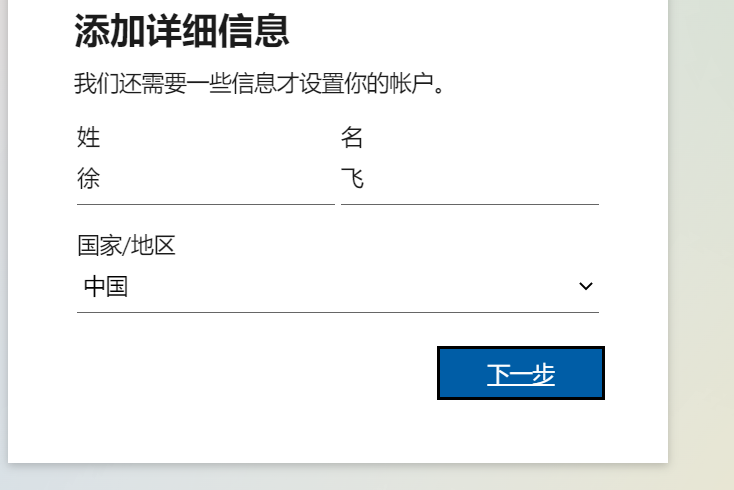 添加详细信息
我们还需要一些信息才设置你的帐户。
姓 名
徐 飞
国家/地区
中国
下一步